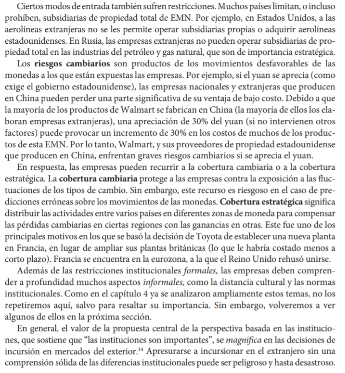 Ciertos modos de entrada también sufren restricciones. Muchos países limitan, o incluso
prohíben, subsidiarias de propiedad total de EMN. Por ejemplo, en Estados Unidos, a las
aerolíneas extranjeras no se les permite operar subsidiarias propias o adquirir aerolíneas
estadounidenses. En Rusia, las empresas extranjeras no pueden operar subsidiarias de pro-
piedad total en las industrias del petróleo y gas natural, que son de importancia estratégica.
Los riesgos cambiarios son productos de los movimientos desfavorables de las
monedas a los que están expuestas las empresas. Por ejemplo, si el yuan se aprecia (como
exige el gobierno estadounidense), las empresas nacionales y extranjeras que producen
en China pueden perder una parte significativa de su ventaja de bajo costo. Debido a que
la mayoría de los productos de Walmart se fabrican en China (la mayoría de ellos los ela-
boran empresas extranjeras), una apreciación de 30% del yuan (si no intervienen otros
factores) puede provocar un incremento de 30% en los costos de muchos de los produc-
tos de esta EMN. Por lo tanto, Walmart, y sus proveedores de propiedad estadounidense
que producen en China, enfrentan graves riesgos cambiarios si se aprecia el yuan.
En respuesta, las empresas pueden recurrir a la cobertura cambiaria o a la cobertura
estratégica. La cobertura cambiaria protege a las empresas contra la exposición a las fluc-
tuaciones de los tipos de cambio. Sin embargo, este recurso es riesgoso en el caso de pre-
dicciones erróneas sobre los movimientos de las monedas. Cobertura estratégica significa
distribuir las actividades entre varios países en diferentes zonas de moneda para compensar
las pérdidas cambiarias en ciertas regiones con las ganancias en otras. Este fue uno de los
principales motivos en los que se basó la decisión de Toyota de establecer una nueva planta
en Francia, en lugar de ampliar sus plantas británicas (lo que le habría costado menos a
corto plazo). Francia se encuentra en la eurozona, a la que el Reino Unido rehusó unirse.
Además de las restricciones institucionales formales, las empresas deben compren-
der a profundidad muchos aspectos informales, como la distancia cultural y las normas
institucionales. Como en el capítulo 4 ya se analizaron ampliamente estos temas, no los
repetiremos aquí, salvo para resaltar su importancia. Sin embargo, volveremos a ver
algunos de ellos en la próxima sección.
En general, el valor de la propuesta central de la perspectiva basada en las institucio-
nes, que sostiene que "las instituciones son importantes", se magnifica en las decisiones de
incursión en mercados del exterior.14 Apresurarse a incursionar en el extranjero sin una
comprensión sólida de las diferencias institucionales puede ser peligroso y hasta desastroso.